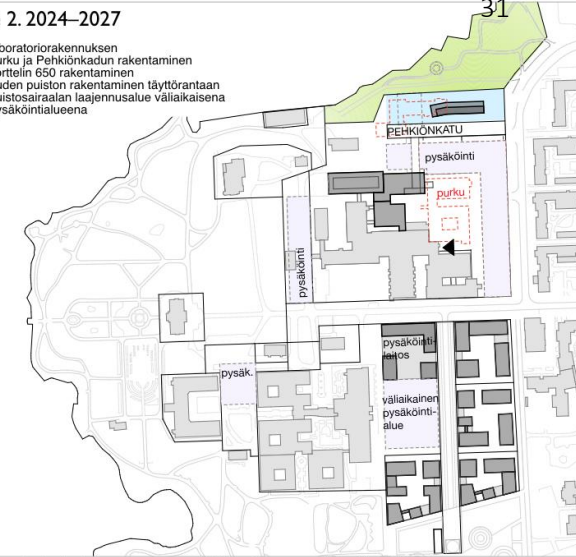 31
2. 2024–2027
boratoriorakennuksen
urku ja Pehkiönkadun rakentaminen
orttelin 650 rakentaminen
uden puiston rakentaminen täyttörantaan
uistosairaalan laajennusalue väliaikaisena
ysäköintialueena
PEHKIÖNKATU
pysäköinti
purku
pysäköinti
pysäköinti-
laitos
pysäk.
väliaikainen
pysäköinti-
alue